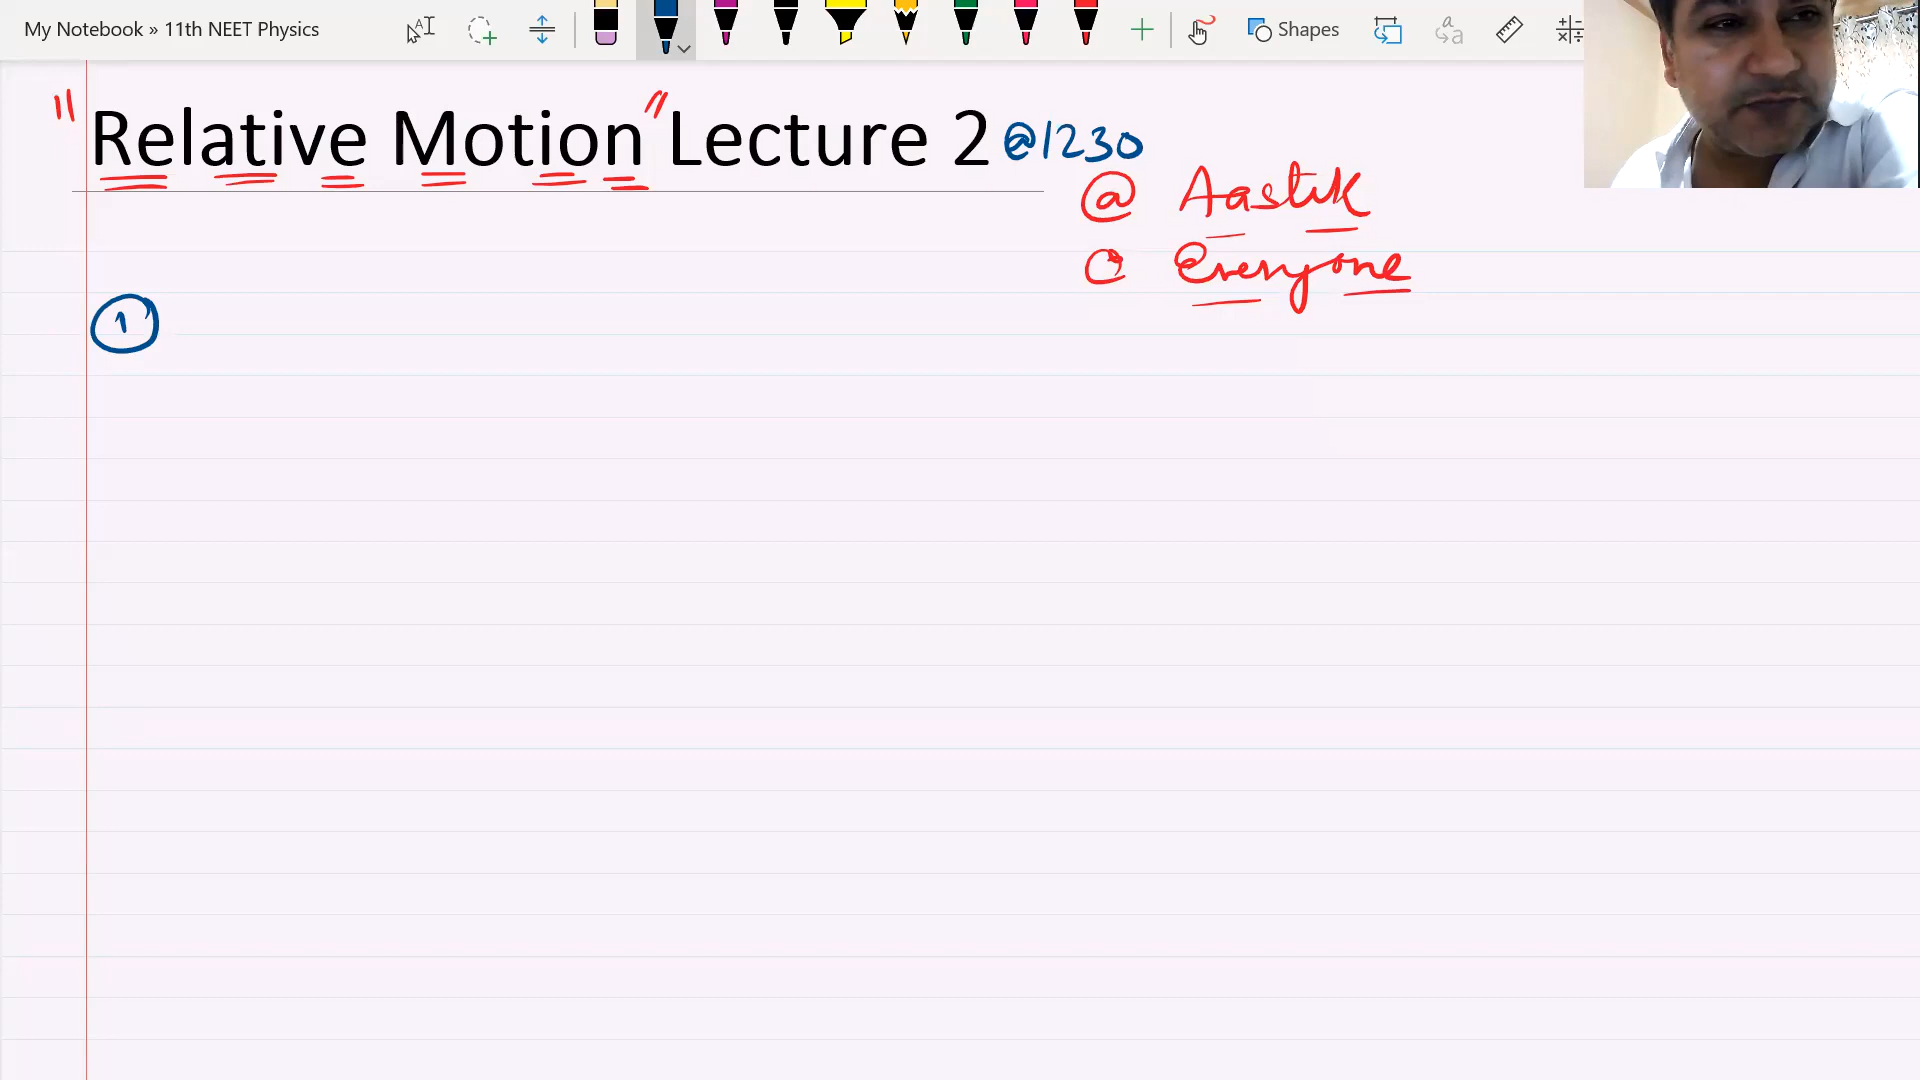 My Notebook » 11th NEET Physics
Shapes
"Relative Motion" Lecture 2 @1230
@ Aastik
@ Everyone
1